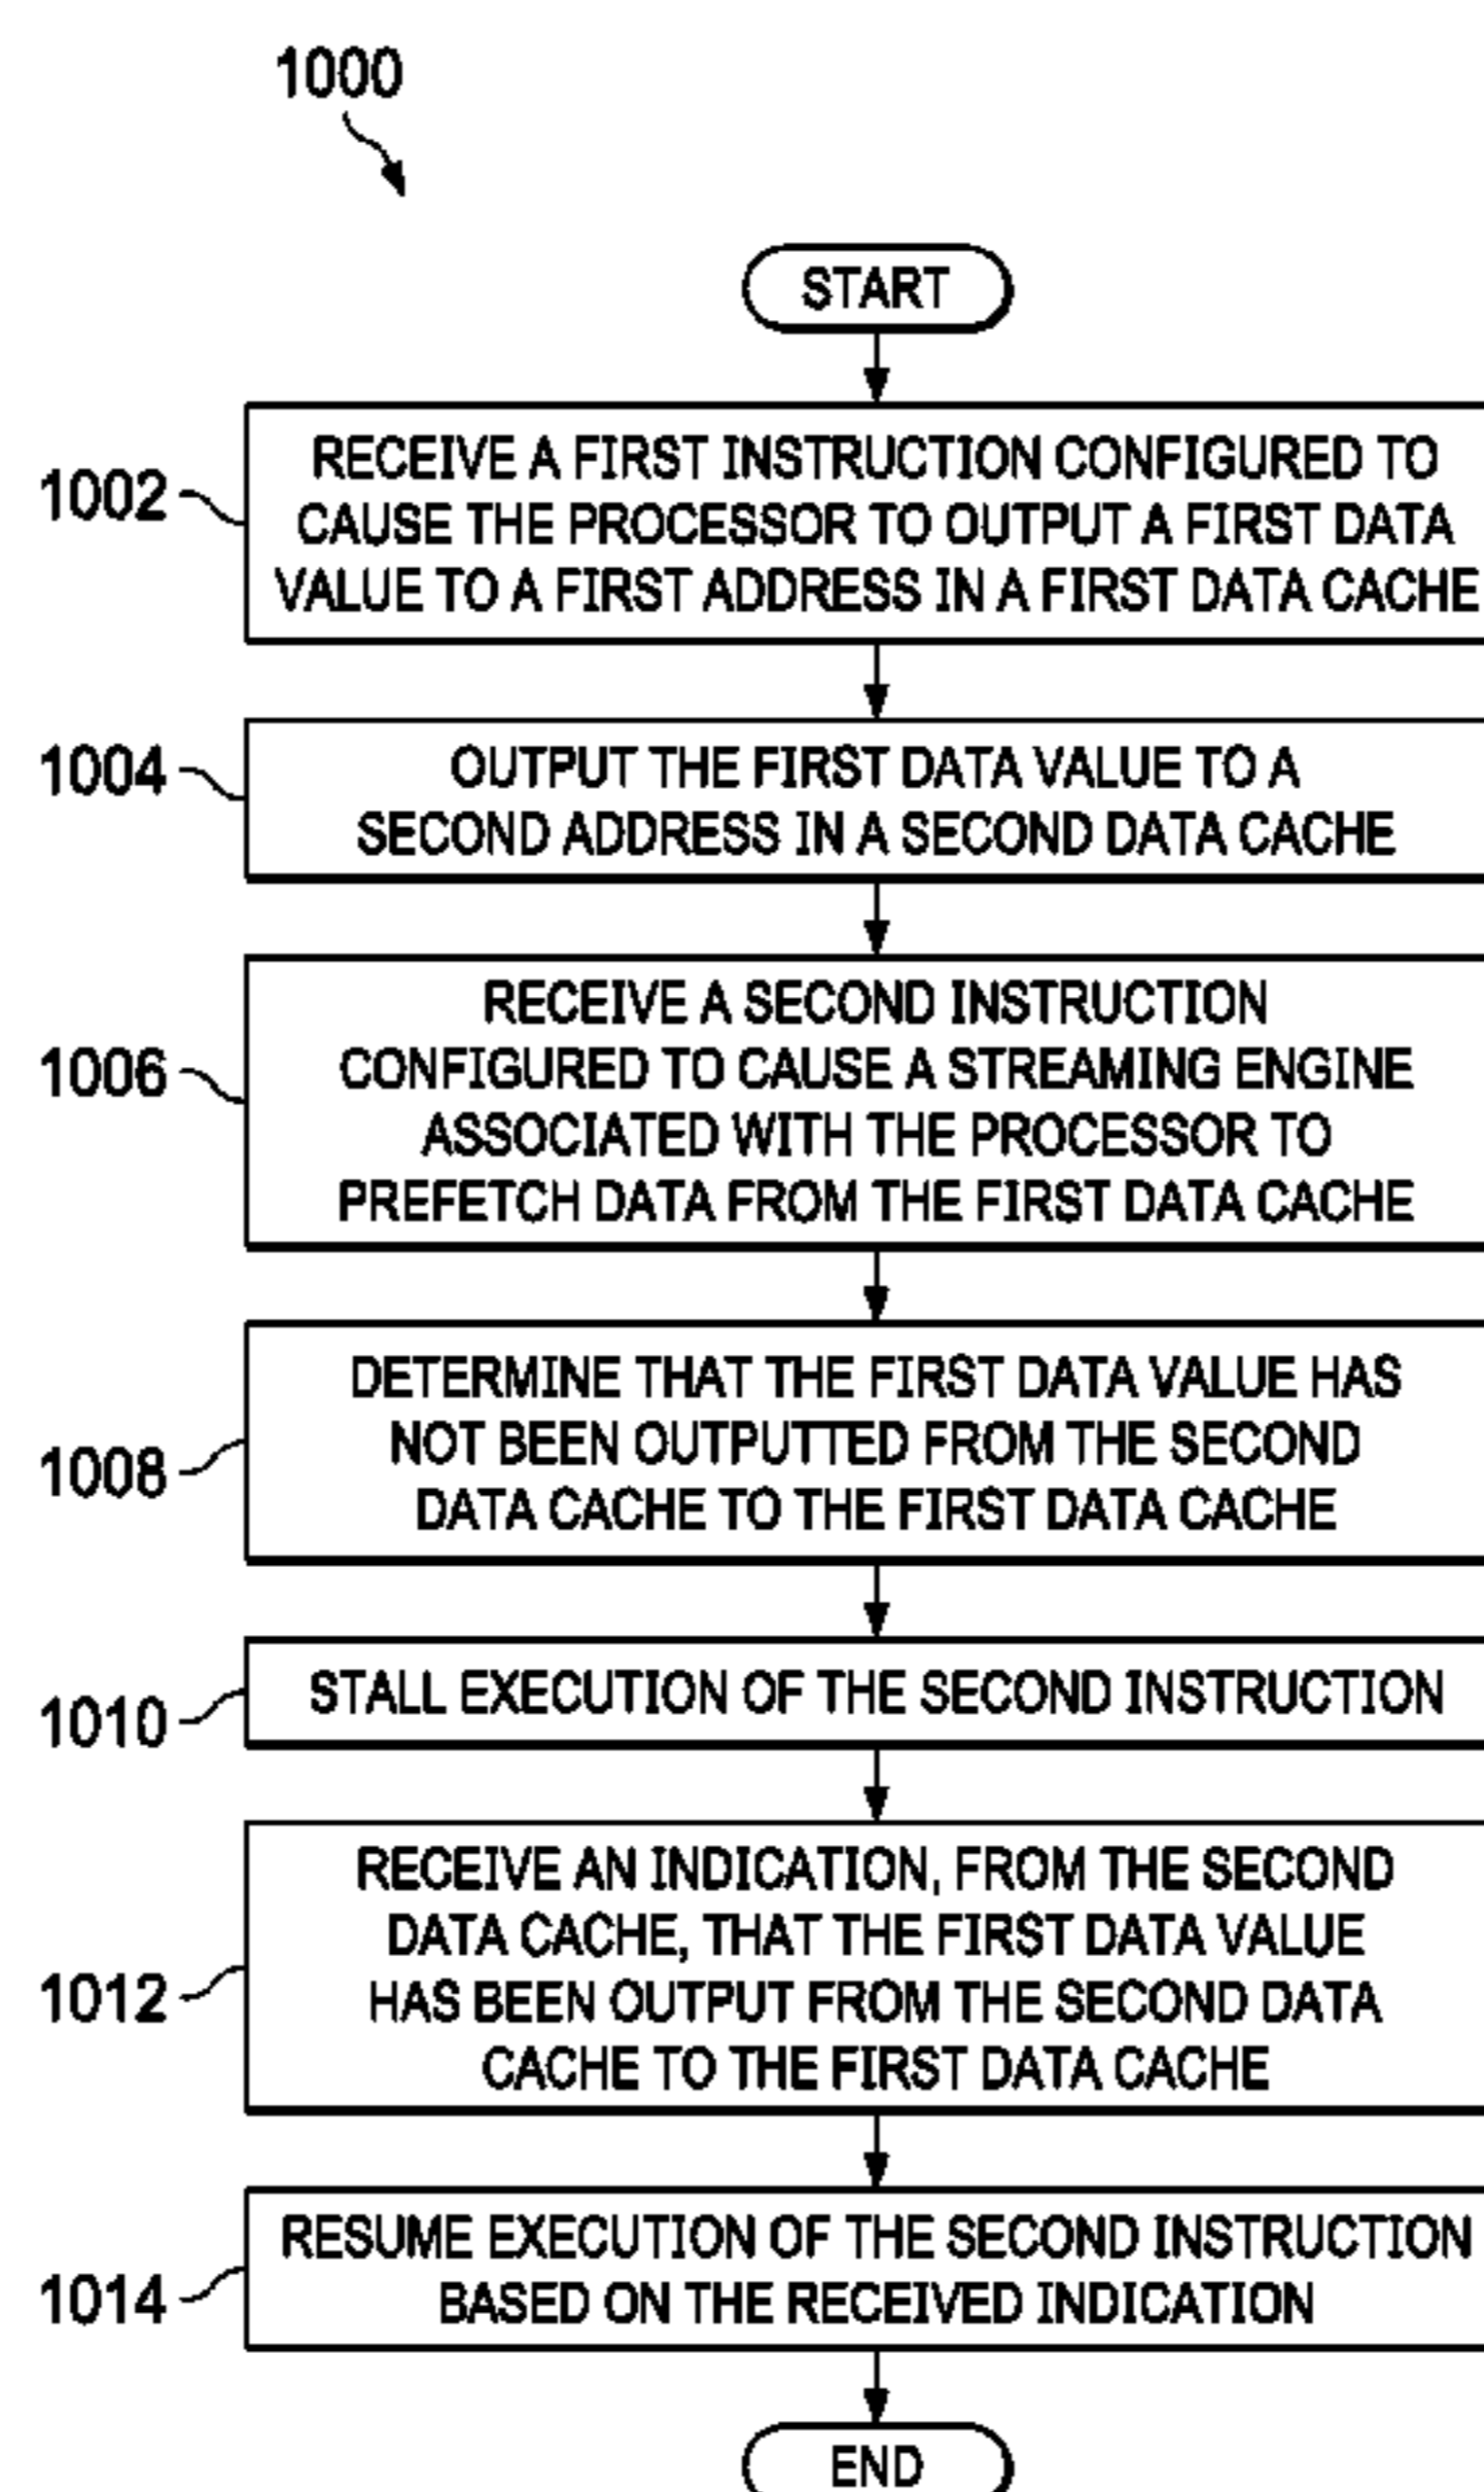 1000
START
1002
RECEIVE A FIRST INSTRUCTION CONFIGURED TO
CAUSE THE PROCESSOR TO OUTPUT A FIRST DATA
VALUE TO A FIRST ADDRESS IN A FIRST DATA CACHE
1004
OUTPUT THE FIRST DATA VALUE TO A
SECOND ADDRESS IN A SECOND DATA CACHE
1006
RECEIVE A SECOND INSTRUCTION
CONFIGURED TO CAUSE A STREAMING ENGINE
ASSOCIATED WITH THE PROCESSOR TO
PREFETCH DATA FROM THE FIRST DATA CACHE
1008
DETERMINE THAT THE FIRST DATA VALUE HAS
NOT BEEN OUTPUTTED FROM THE SECOND
DATA CACHE TO THE FIRST DATA CACHE
1010
STALL EXECUTION OF THE SECOND INSTRUCTION
1012
RECEIVE AN INDICATION, FROM THE SECOND
DATA CACHE, THAT THE FIRST DATA VALUE
HAS BEEN OUTPUT FROM THE SECOND DATA
CACHE TO THE FIRST DATA CACHE
1014
RESUME EXECUTION OF THE SECOND INSTRUCTION
BASED ON THE RECEIVED INDICATION
END